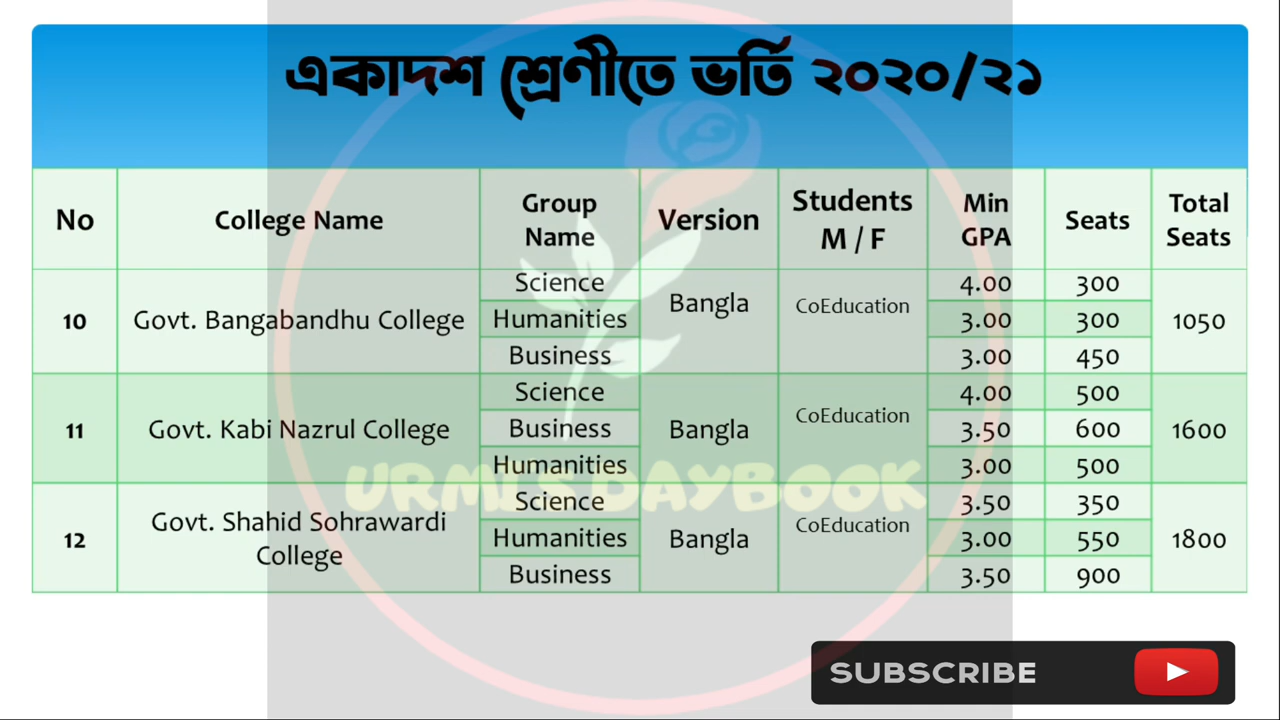 একাদশ শ্রেণীতে ভর্তি ২০২০/২১
No College Name Group Name Version Students M / F Min GPA Seats Total Seats
10 Govt. Bangabandhu College Bangla CoEducation 1050
Science 4.00 300
Humanities 3.00 300
Business 3.00 450
11 Govt. Kabi Nazrul College Bangla CoEducation 1600
Science 4.00 500
Business 3.50 600
Humanities 3.00 500
12 Govt. Shahid Sohrawardi College Bangla CoEducation 1800
Science 3.50 350
Humanities 3.00 550
Business 3.50 900
URMI'S DAYBOOK
SUBSCRIBE